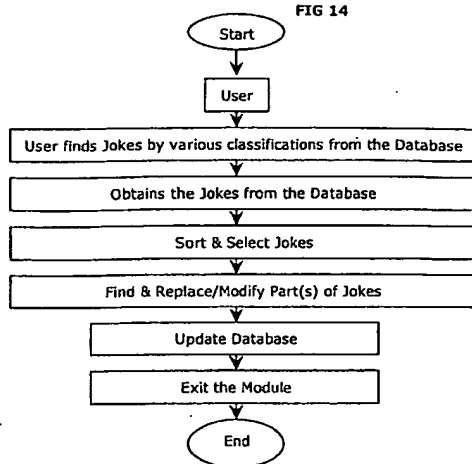 FIG 14
Start
User
User finds Jokes by various classifications from the Database
Obtains the Jokes from the Database
Sort & Select Jokes
Find & Replace/Modify Part(s) of Jokes
Update Database
Exit the Module
End